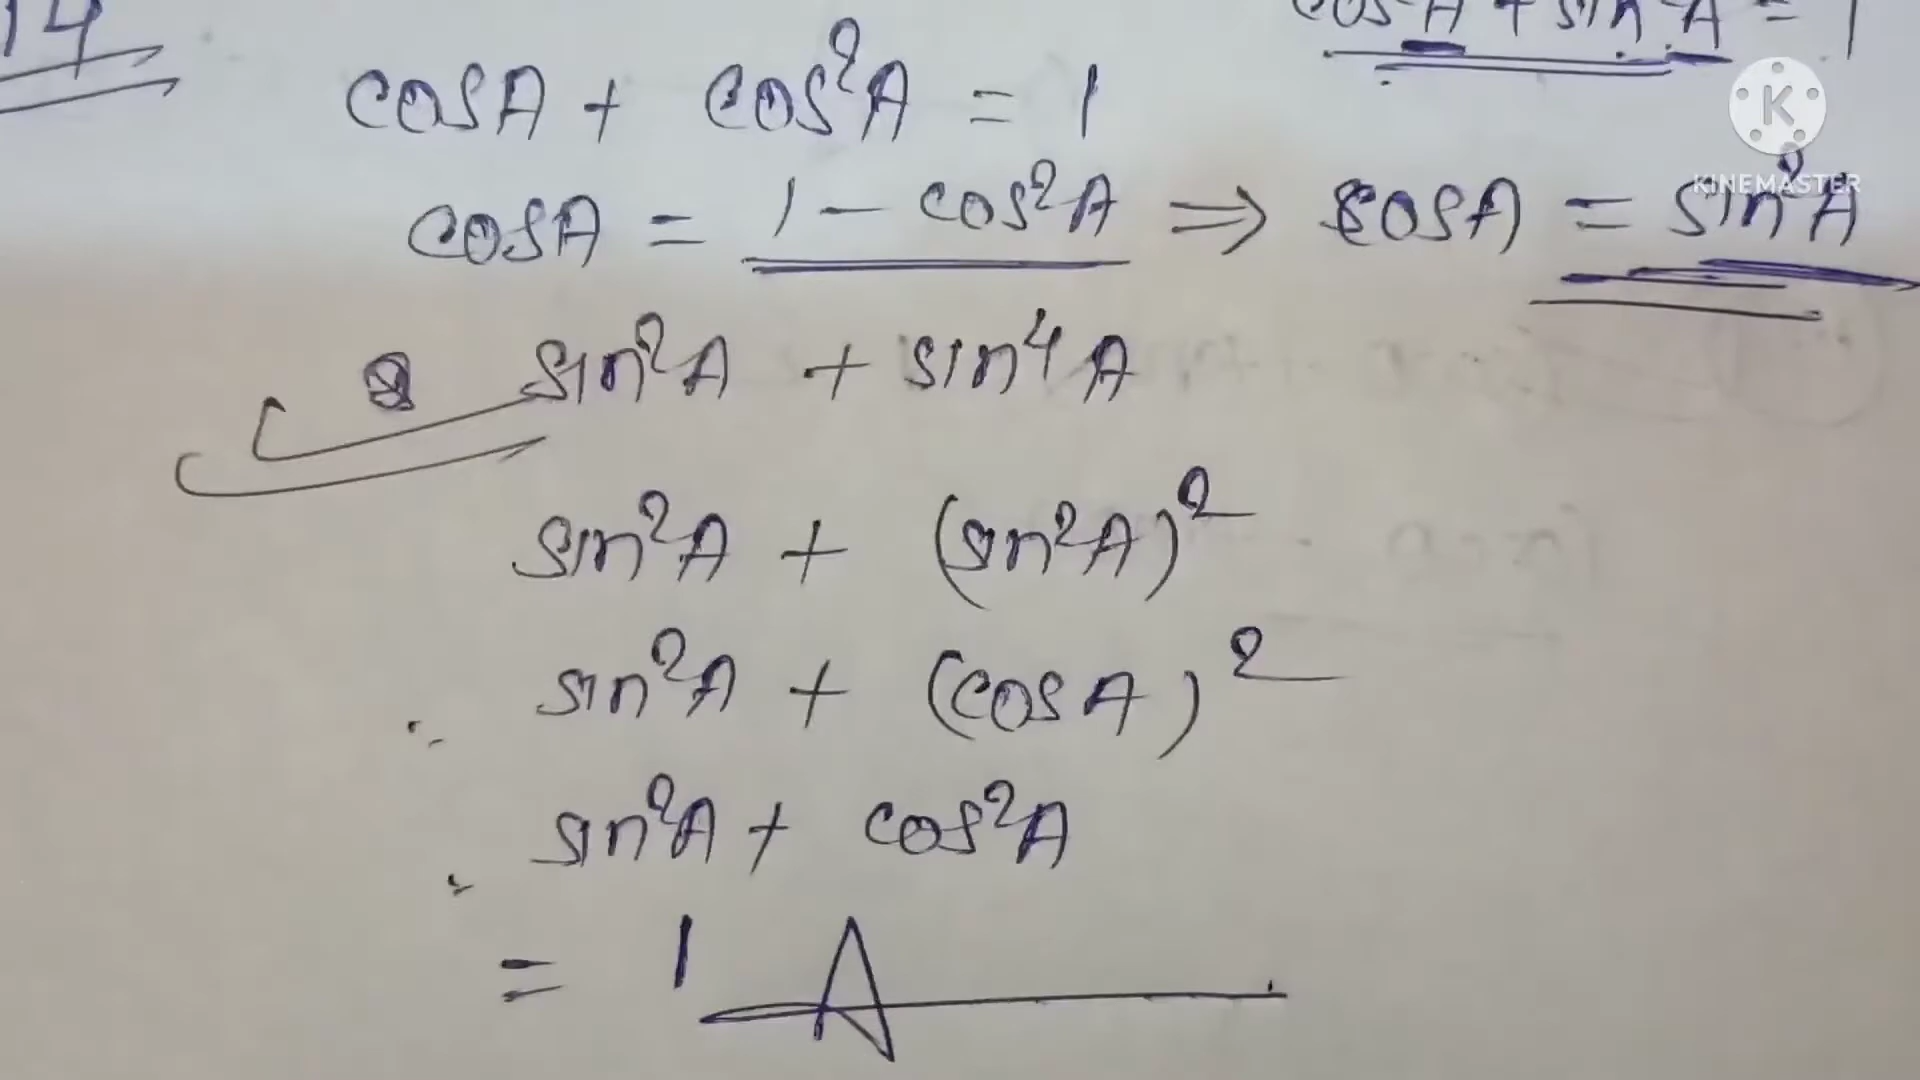 14
cos²A + sin²A = 1
cosA + cos²A = 1
K
KINEMASTER
cosA = 1 - cos²A ⇒ cosA = sin²A
sin²A + sin⁴A
sin²A + (sin²A)²
sin²A + (cosA)²
sin²A + cos²A
= 1 A